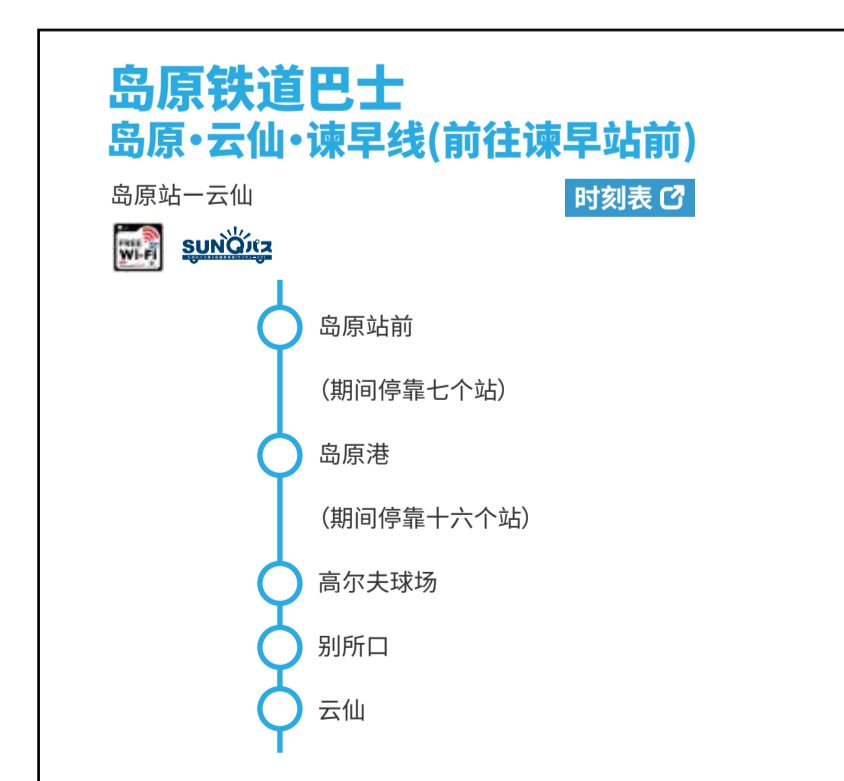 岛原铁道巴士
岛原・云仙・谏早线(前往谏早站前)
岛原站ー云仙
时刻表
FREE
Wi-Fi
SUNQパス
岛原站前
（期间停靠七个站）
岛原港
（期间停靠十六个站）
高尔夫球场
别所口
云仙